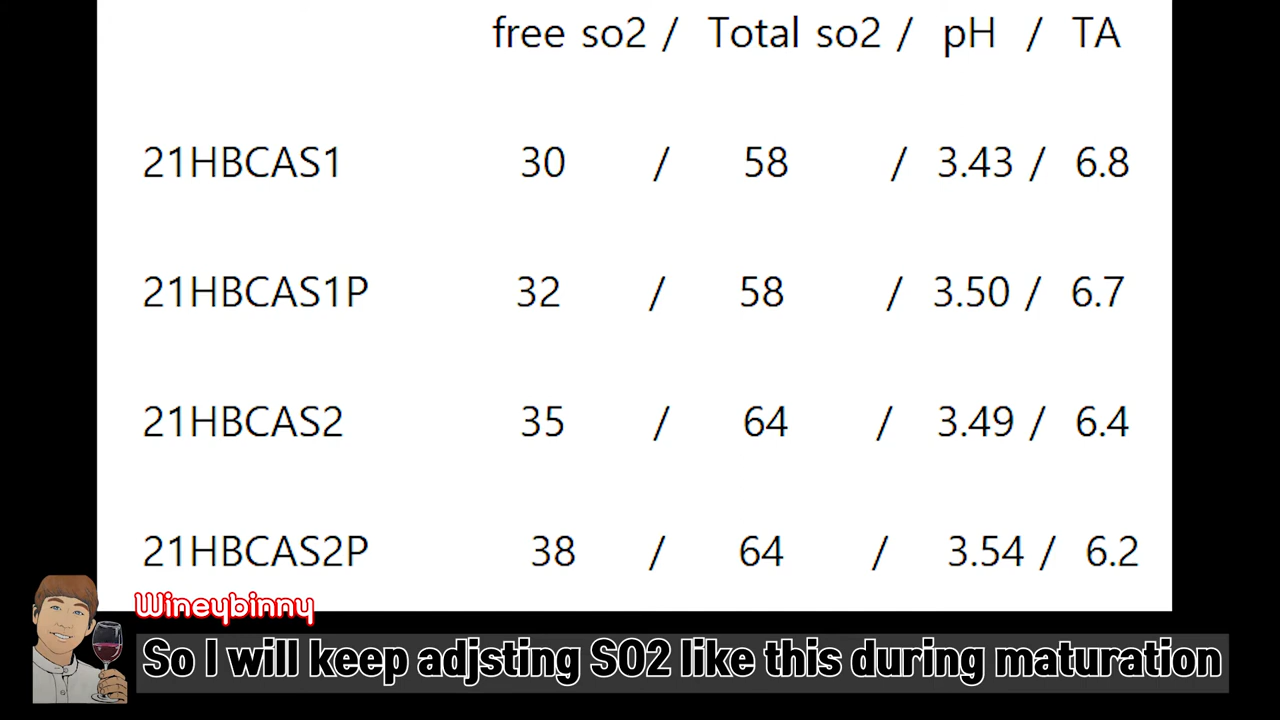 free so2 / Total so2 / pH / TA
21HBCAS1 30 / 58 / 3.43 / 6.8
21HBCAS1P 32 / 58 / 3.50 / 6.7
21HBCAS2 35 / 64 / 3.49 / 6.4
21HBCAS2P 38 / 64 / 3.54 / 6.2
Wineybinny
So I will keep adjsting SO2 like this during maturation